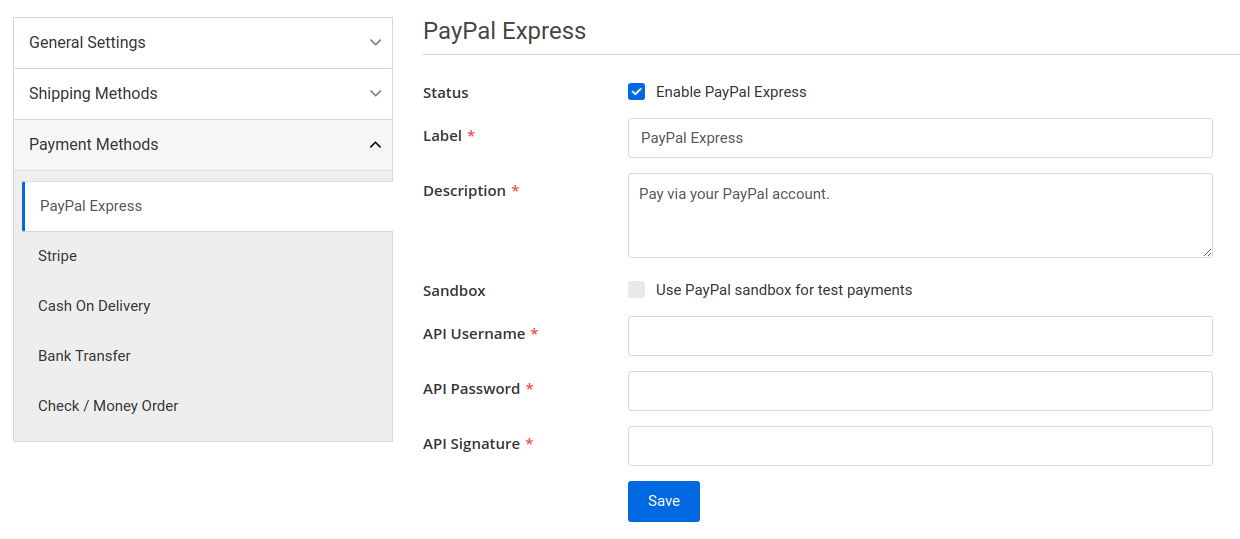 General Settings
Shipping Methods
Payment Methods
PayPal Express
Stripe
Cash On Delivery
Bank Transfer
Check / Money Order
PayPal Express
Status
Enable PayPal Express
Label *
PayPal Express
Description *
Pay via your PayPal account.
Sandbox
Use PayPal sandbox for test payments
API Username *
API Password *
API Signature *
Save